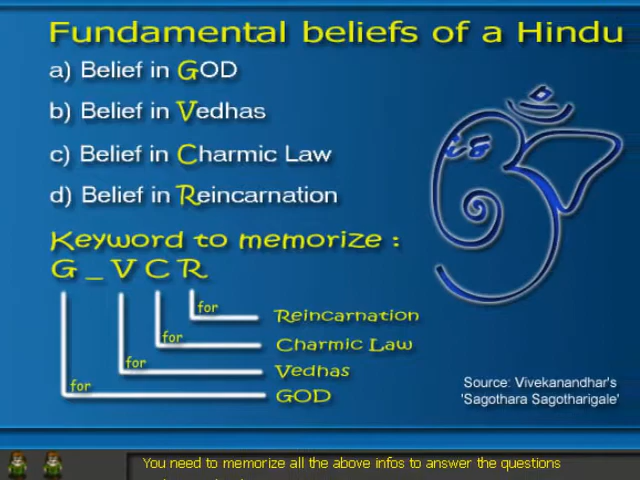 Fundamental beliefs of a Hindu
a) Belief in GOD
b) Belief in Vedhas
c) Belief in Charmic Law
d) Belief in Reincarnation
Keyword to memorize :
G _ V C R
for Reincarnation
for Charmic Law
for Vedhas
for GOD
Source: Vivekanandhar's
'Sagothara Sagotharigale'
You need to memorize all the above infos to answer the questions